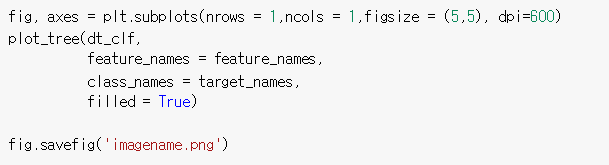 fig, axes = plt.subplots(nrows = 1,ncols = 1,figsize = (5,5), dpi=600)
plot_tree(dt_clf,
feature_names = feature_names,
class_names = target_names,
filled = True)
fig.savefig('imagename.png')